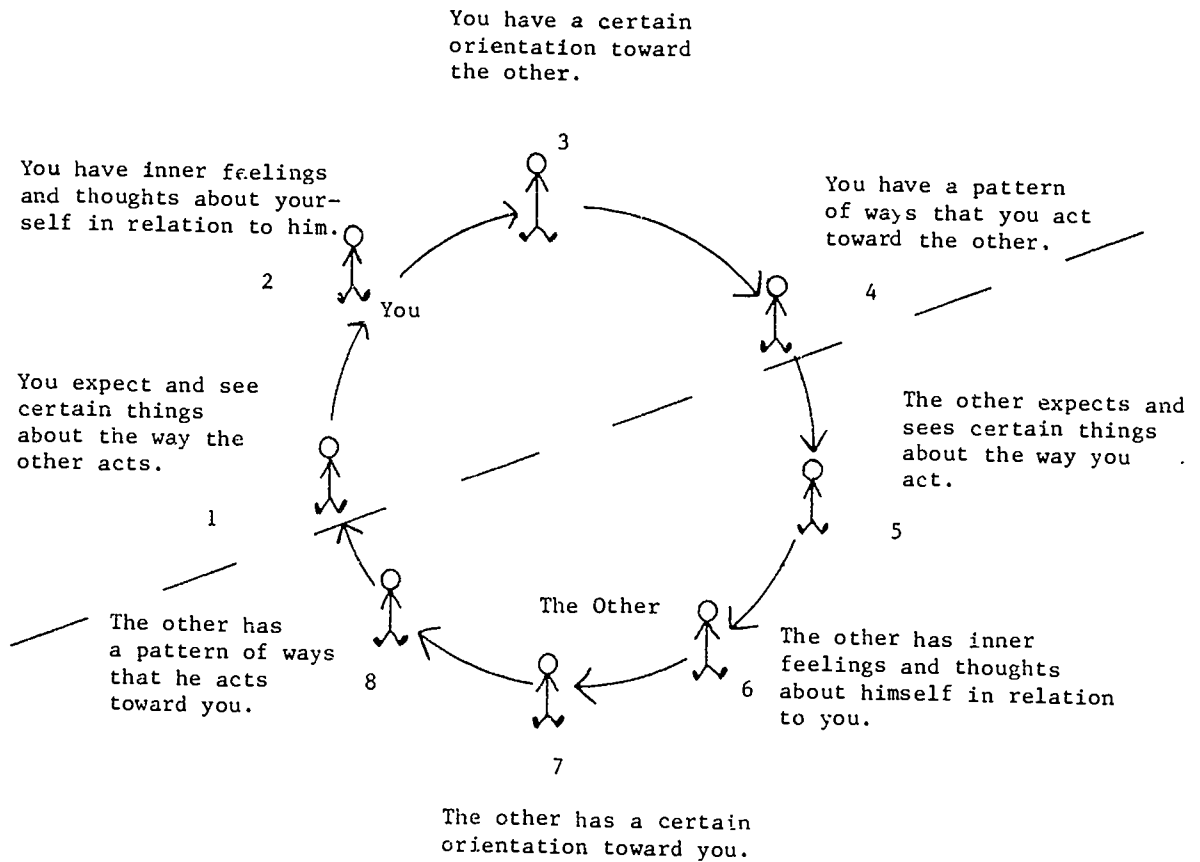 You have a certain
orientation toward
the other.
3
You have inner feelings
and thoughts about your-
self in relation to him.
2
You
You have a pattern
of ways that you act
toward the other.
4
You expect and see
certain things
about the way the
other acts.
1
The other expects and
sees certain things
about the way you
act.
5
The Other
The other has
a pattern of ways
that he acts
toward you.
8
6
The other has inner
feelings and thoughts
about himself in relation
to you.
7
The other has a certain
orientation toward you.